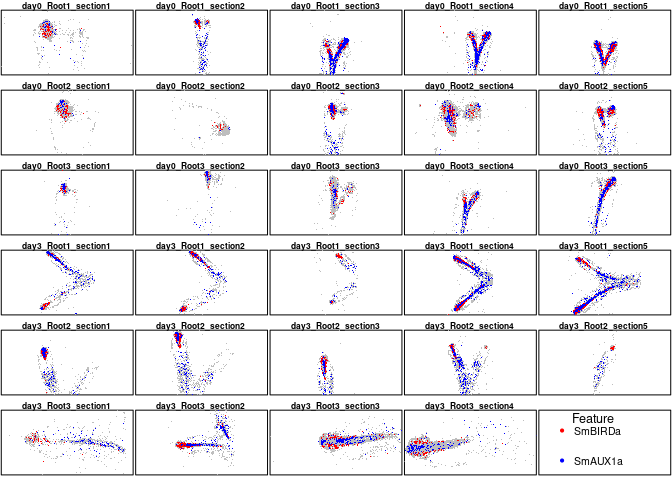 day0_Root1_section1
day0_Root1_section2
day0_Root1_section3
day0_Root1_section4
day0_Root1_section5
day0_Root2_section1
day0_Root2_section2
day0_Root2_section3
day0_Root2_section4
day0_Root2_section5
day0_Root3_section1
day0_Root3_section2
day0_Root3_section3
day0_Root3_section4
day0_Root3_section5
day3_Root1_section1
day3_Root1_section2
day3_Root1_section3
day3_Root1_section4
day3_Root1_section5
day3_Root2_section1
day3_Root2_section2
day3_Root2_section3
day3_Root2_section4
day3_Root2_section5
day3_Root3_section1
day3_Root3_section2
day3_Root3_section3
day3_Root3_section4
Feature
SmBIRDa
SmAUX1a